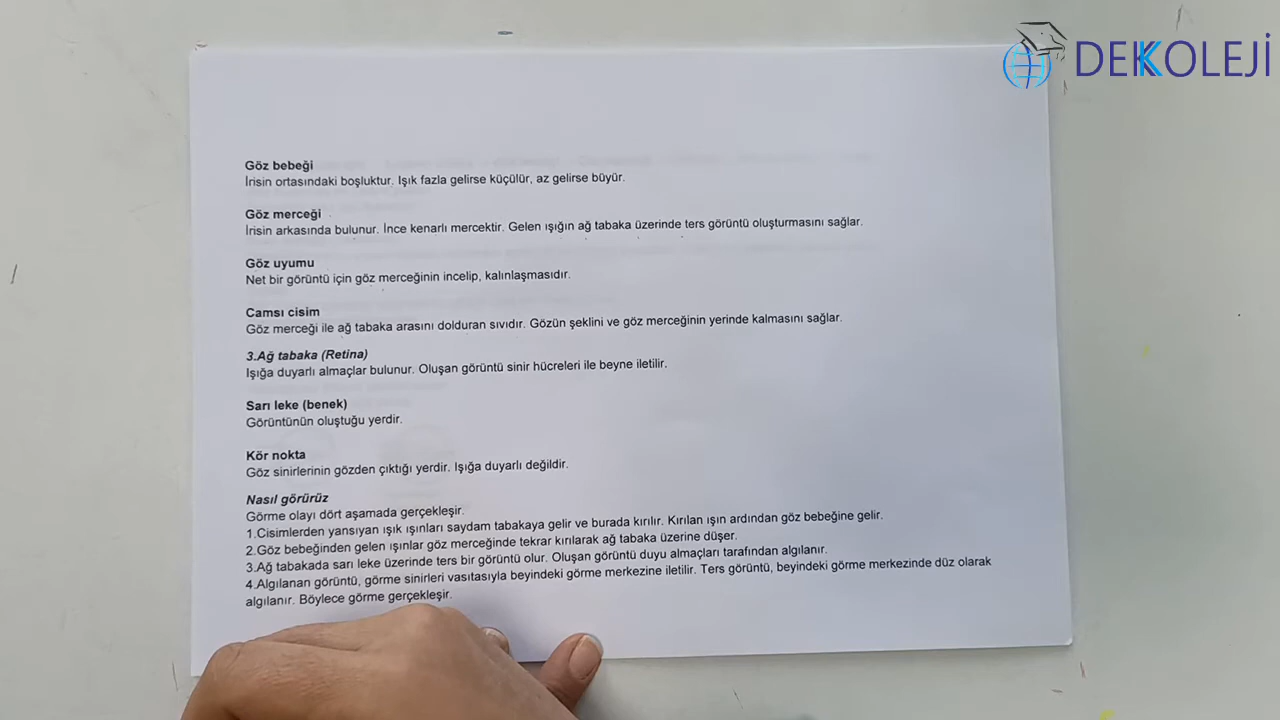 DEKKOLEJİ
Göz bebeği
İrisin ortasındaki boşluktur. Işık fazla gelirse küçülür, az gelirse büyür.
Göz merceği
İrisin arkasında bulunur. İnce kenarlı mercektir. Gelen ışığın ağ tabaka üzerinde ters görüntü oluşturmasını sağlar.
Göz uyumu
Net bir görüntü için göz merceğinin incelip, kalınlaşmasıdır.
Camsı cisim
Göz merceği ile ağ tabaka arasını dolduran sıvıdır. Gözün şeklini ve göz merceğinin yerinde kalmasını sağlar.
3.Ağ tabaka (Retina)
Işığa duyarlı almaçlar bulunur. Oluşan görüntü sinir hücreleri ile beyne iletilir.
Sarı leke (benek)
Görüntünün oluştuğu yerdir.
Kör nokta
Göz sinirlerinin gözden çıktığı yerdir. Işığa duyarlı değildir.
Nasıl görürüz
Görme olayı dört aşamada gerçekleşir.
1.Cisimlerden yansıyan ışık ışınları saydam tabakaya gelir ve burada kırılır. Kırılan ışın ardından göz bebeğine gelir.
2.Göz bebeğinden gelen ışınlar göz merceğinde tekrar kırılarak ağ tabaka üzerine düşer.
3.Ağ tabakada sarı leke üzerinde ters bir görüntü olur. Oluşan görüntü duyu almaçları tarafından algılanır.
4.Algılanan görüntü, görme sinirleri vasıtasıyla beyindeki görme merkezine iletilir. Ters görüntü, beyindeki görme merkezinde düz olarak
algılanır. Böylece görme gerçekleşir.